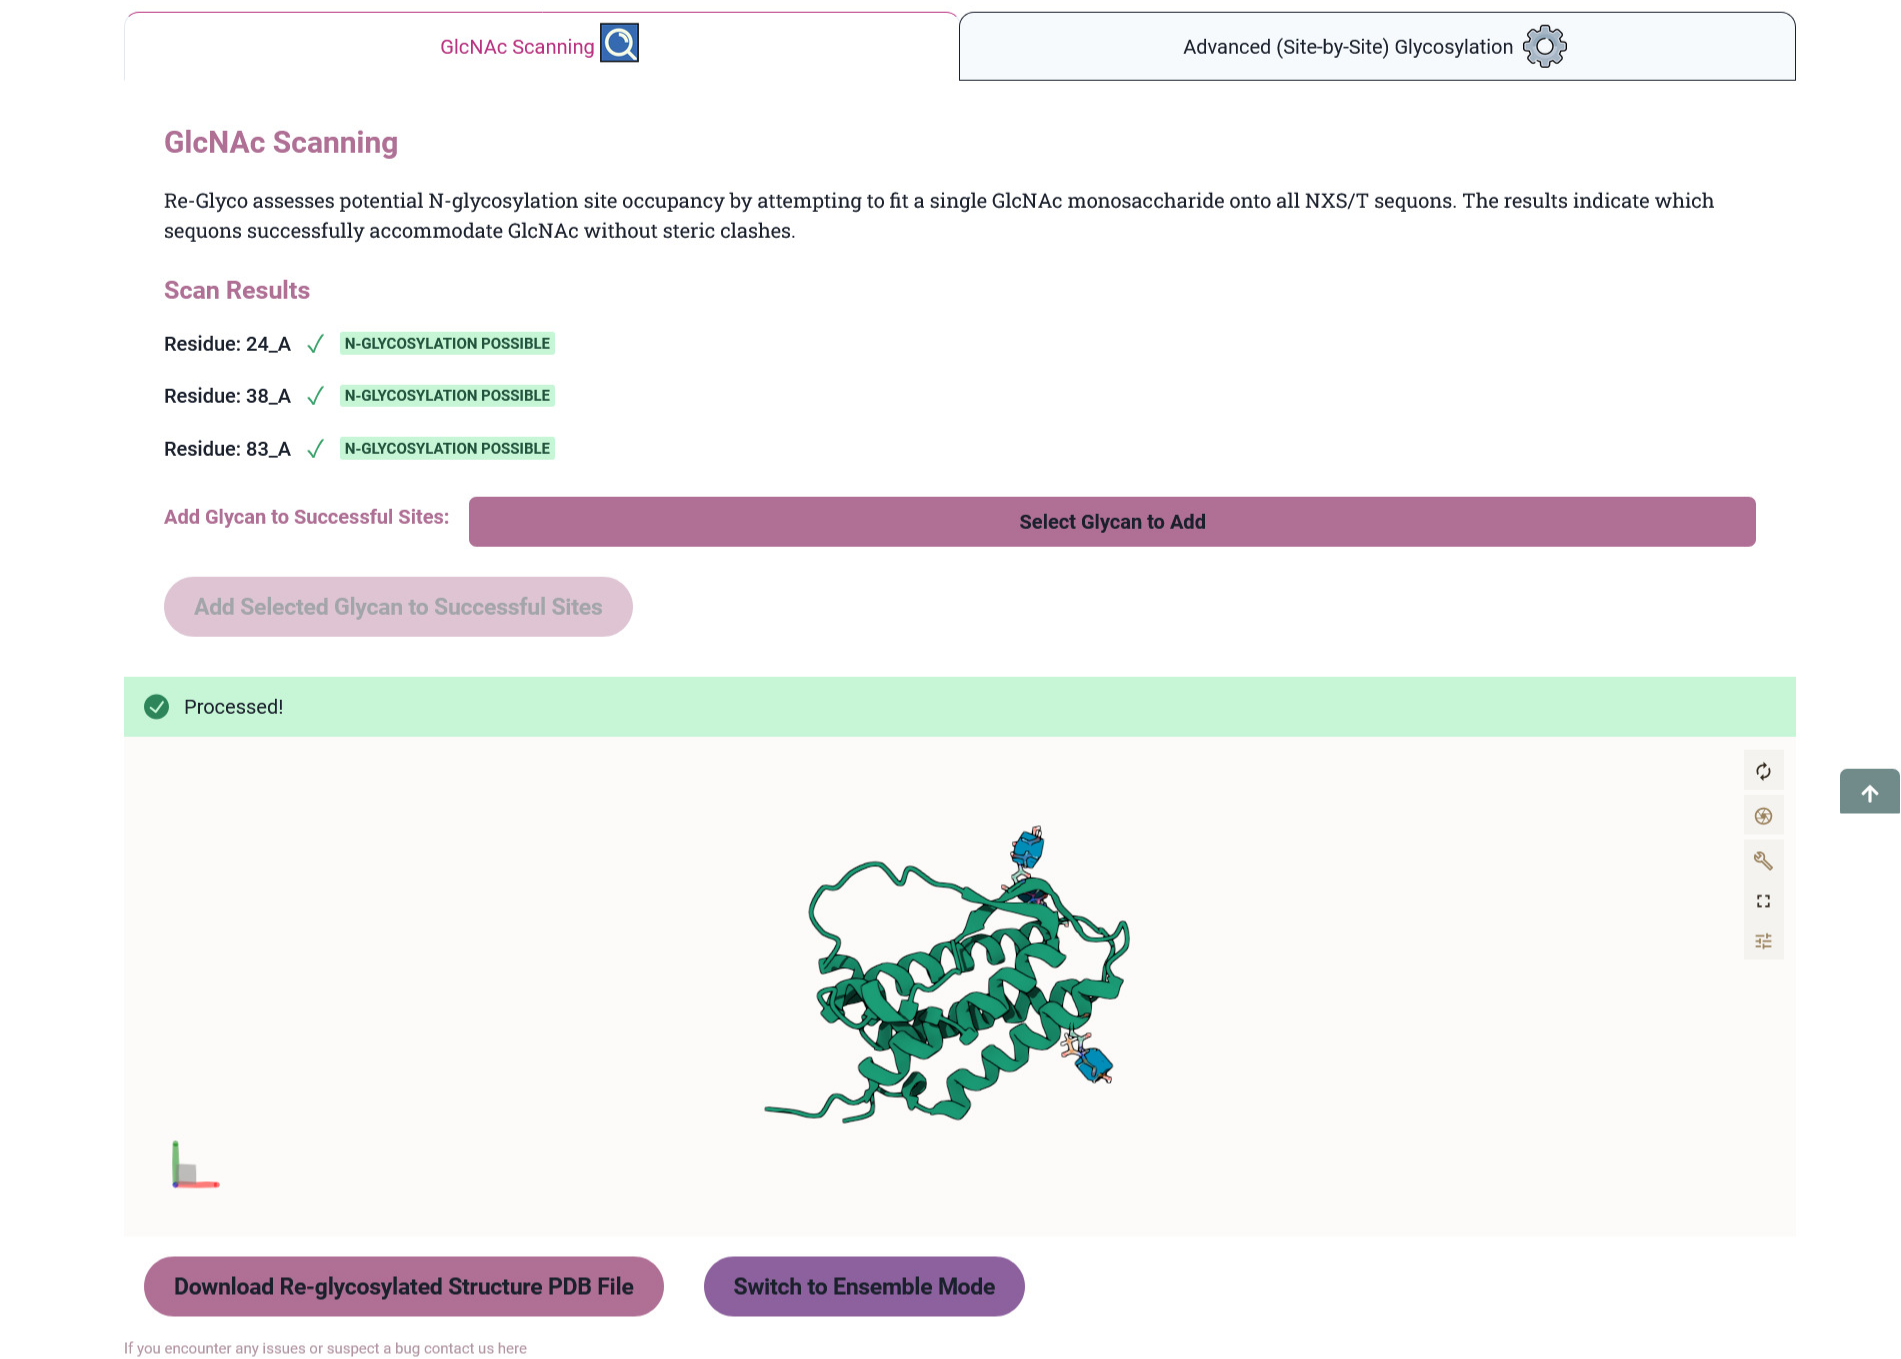 GlcNAc Scanning
Advanced (Site-by-Site) Glycosylation
GlcNAc Scanning
Re-Glyco assesses potential N-glycosylation site occupancy by attempting to fit a single GlcNAc monosaccharide onto all NXS/T sequons. The results indicate which
sequons successfully accommodate GlcNAc without steric clashes.
Scan Results
Residue: 24_A ✓ N-GLYCOSYLATION POSSIBLE
Residue: 38_A ✓ N-GLYCOSYLATION POSSIBLE
Residue: 83_A ✓ N-GLYCOSYLATION POSSIBLE
Add Glycan to Successful Sites:
Select Glycan to Add
Add Selected Glycan to Successful Sites
Processed!
Download Re-glycosylated Structure PDB File
Switch to Ensemble Mode
If you encounter any issues or suspect a bug contact us here